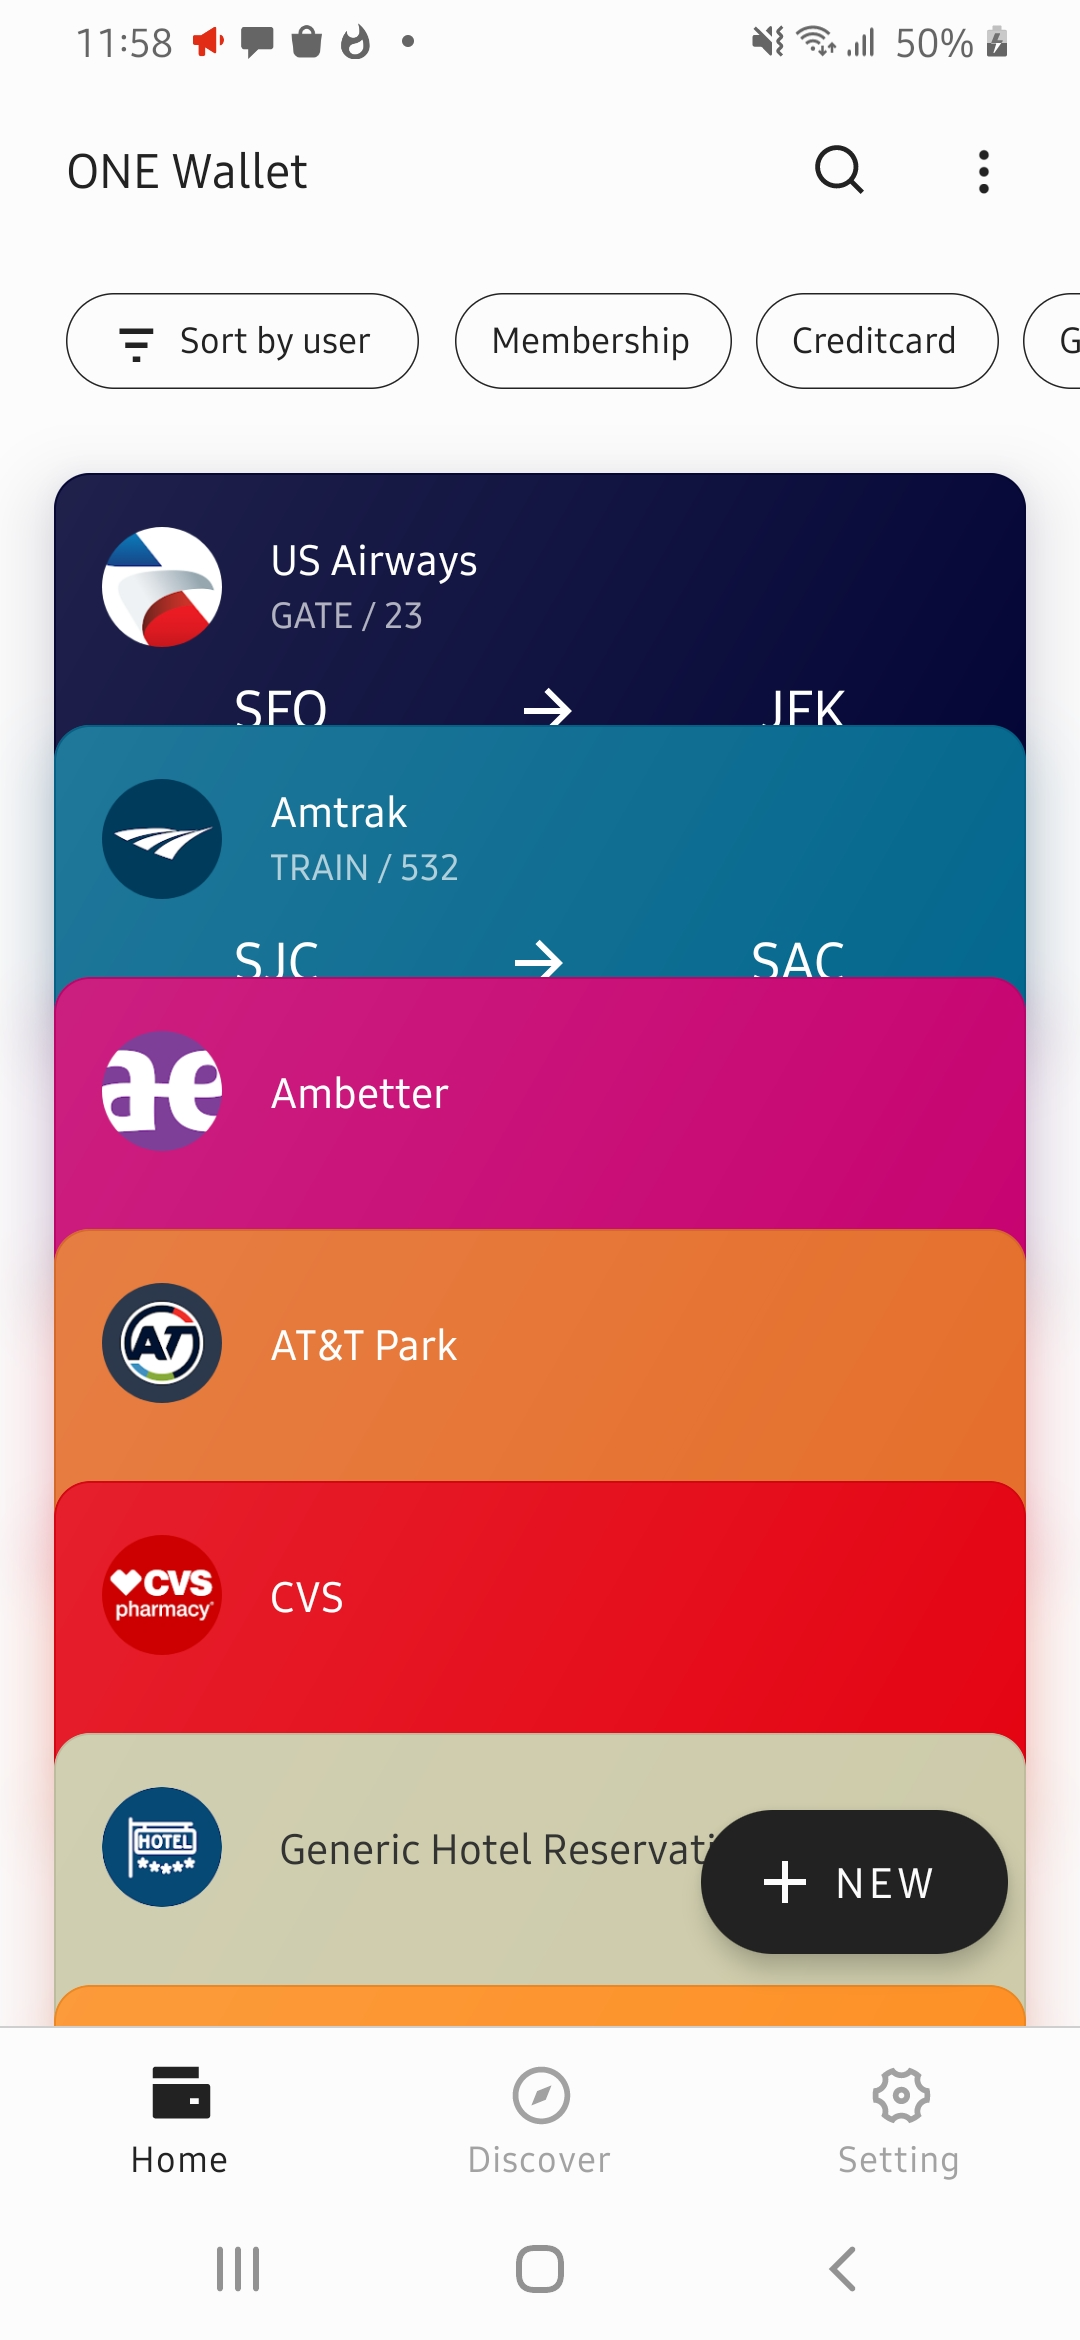 11:58
50%
ONE Wallet
Sort by user
Membership
Creditcard
G
US Airways
GATE / 23
SFO
JFK
Amtrak
TRAIN / 532
SJC
SAC
ae
Ambetter
AT
AT&T Park
CVS
pharmacy
CVS
HOTEL
Generic Hotel Reservati
NEW
Home
Discover
Setting